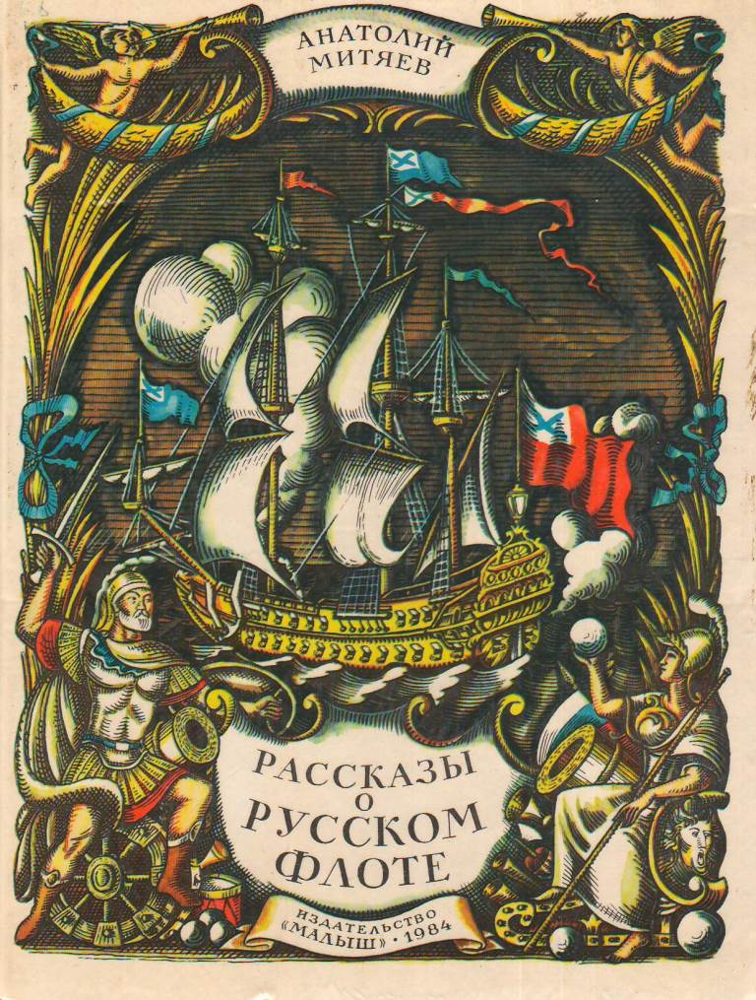 АНАТОЛИЙ
МИТЯЕВ
РАССКАЗЫ
О
РУССКОМ
ФЛОТЕ
ИЗДАТЕЛЬСТВО
«МАЛЫШ» · 1984